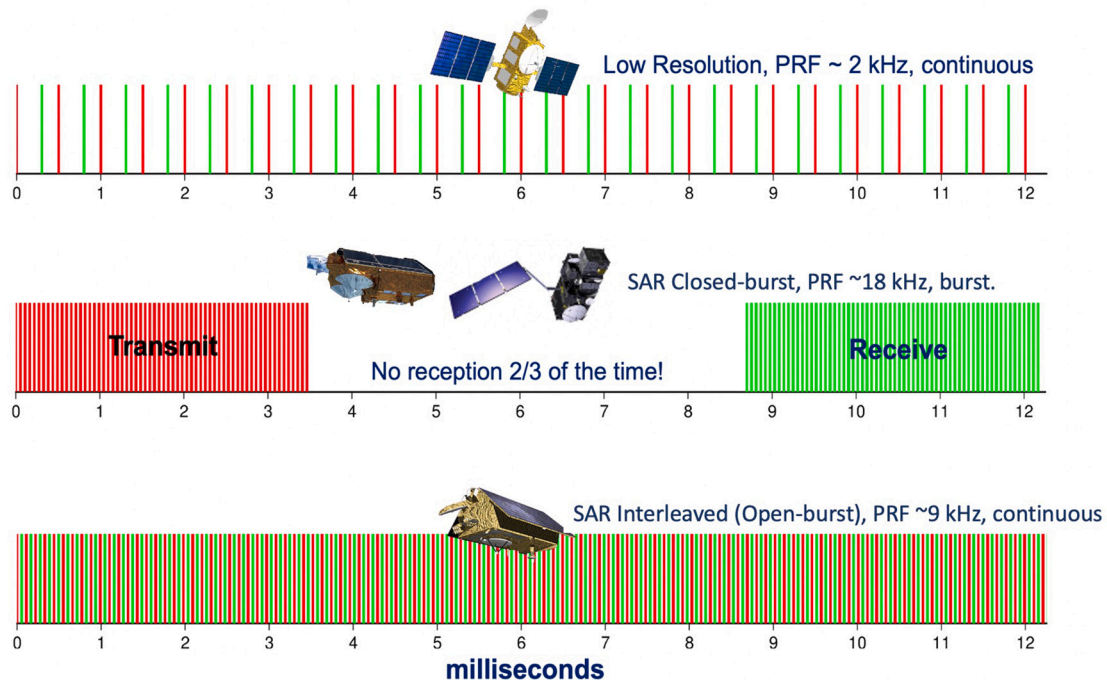 Low Resolution, PRF ~ 2 kHz, continuous
0 1 2 3 4 5 6 7 8 9 10 11 12
SAR Closed-burst, PRF ~18 kHz, burst.
Transmit
Receive
No reception 2/3 of the time!
0 1 2 3 4 5 6 7 8 9 10 11 12
SAR Interleaved (Open-burst), PRF ~9 kHz, continuous
0 1 2 3 4 5 6 7 8 9 10 11 12
milliseconds